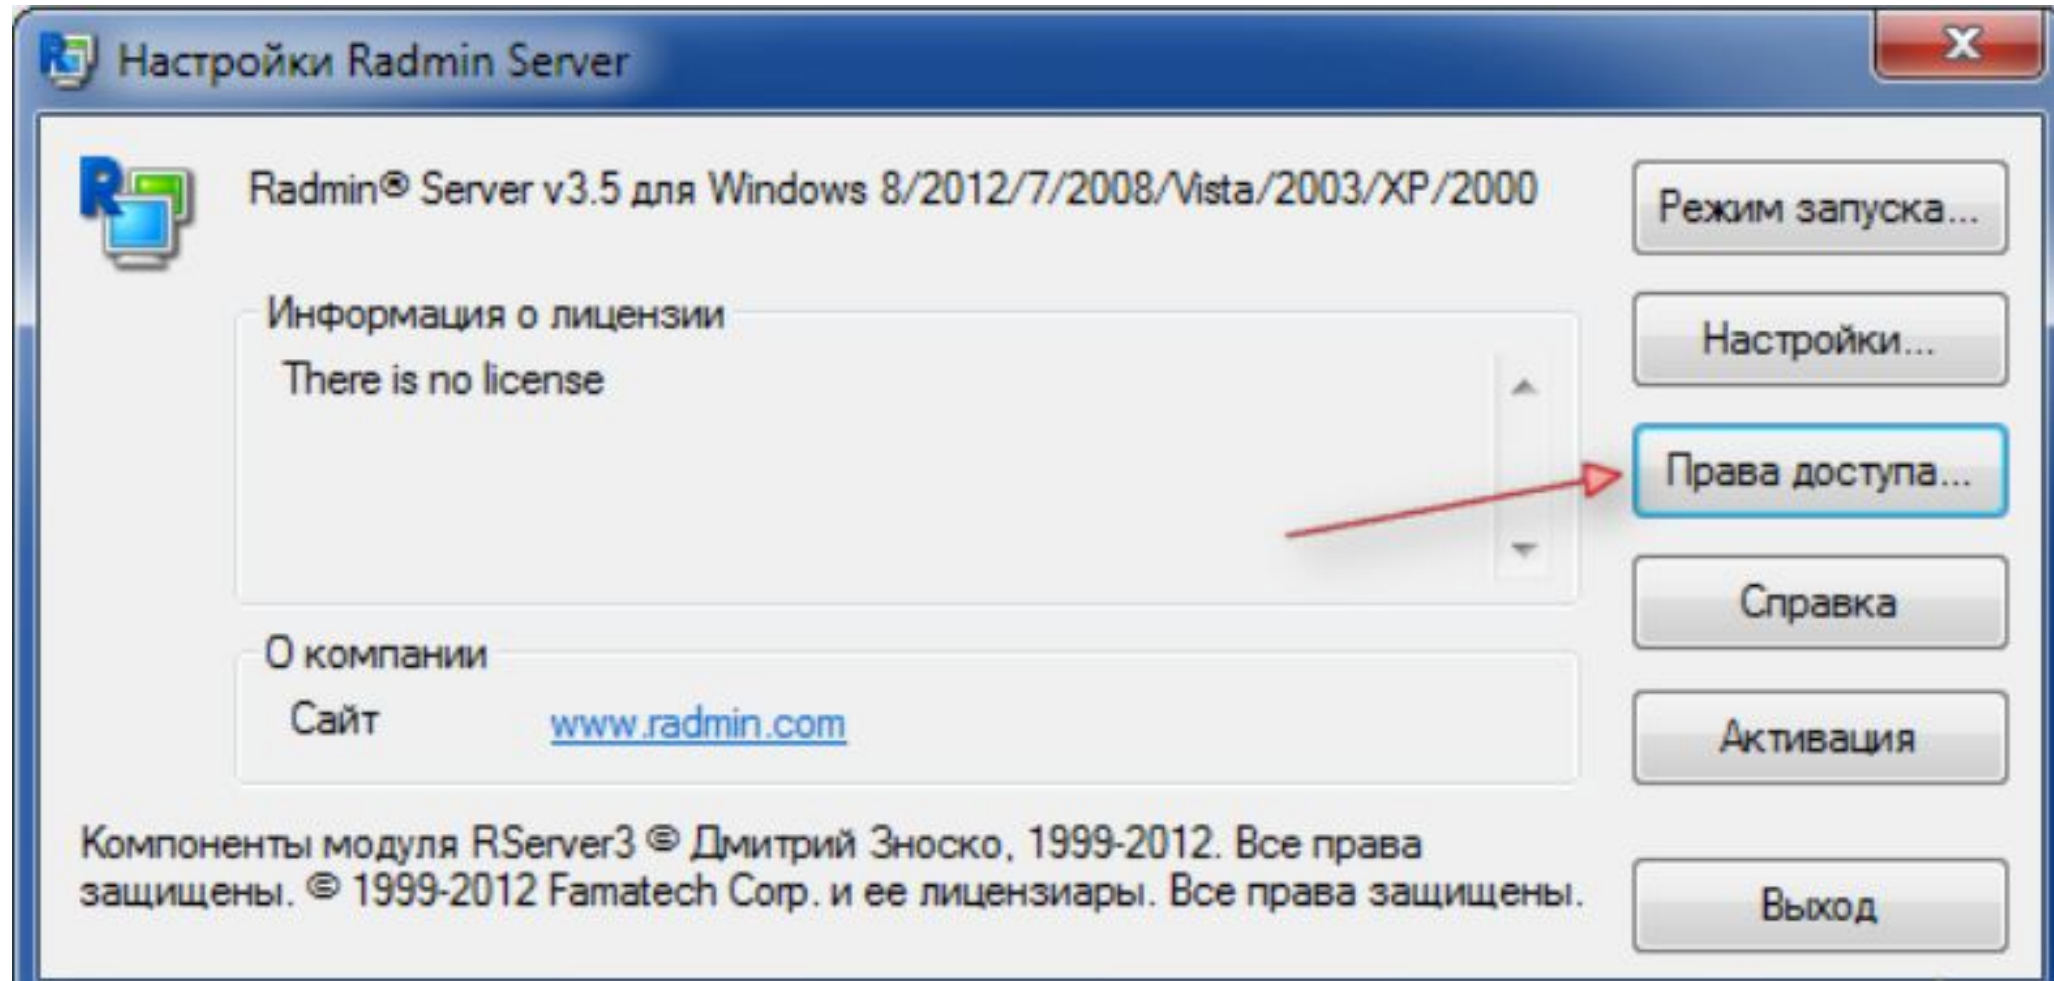 Настройки Radmin Server
Radmin® Server v3.5 для Windows 8/2012/7/2008/Vista/2003/XP/2000
Режим запуска...
Информация о лицензии
There is no license
Настройки...
Права доступа...
Справка
О компании
Сайт www.radmin.com
Активация
Компоненты модуля RServer3 © Дмитрий Зноско, 1999-2012. Все права
защищены. © 1999-2012 Famatech Corp. и ее лицензиары. Все права защищены.
Выход